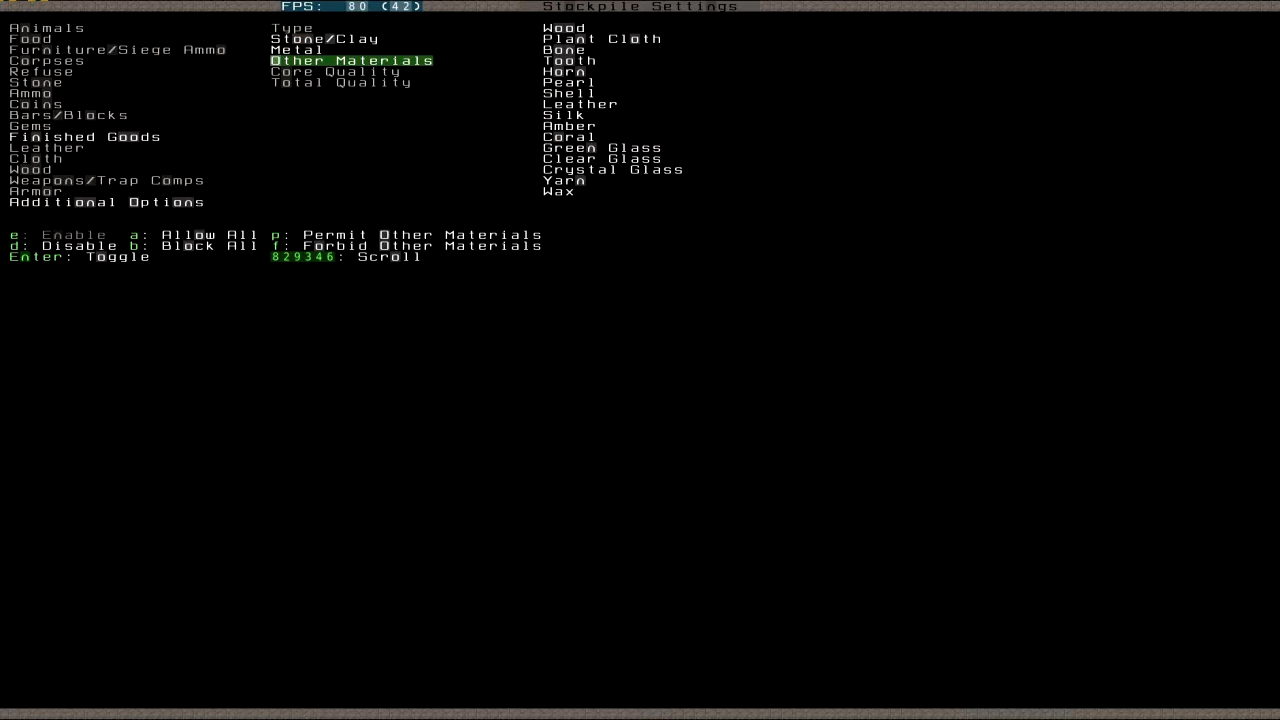 FPS: 80 (42) Stockpile Settings
Animals Type Wood
Food Stone/Clay Plant Cloth
Furniture/Siege Ammo Metal Bone
Corpses Other Materials Tooth
Refuse Core Quality Horn
Stone Total Quality Pearl
Ammo Shell
Coins Leather
Bars/Blocks Silk
Gems Amber
Finished Goods Coral
Leather Green Glass
Cloth Clear Glass
Wood Crystal Glass
Weapons/Trap Comps Yarn
Armor Wax
Additional Options
e: Enable a: Allow All p: Permit Other Materials
d: Disable b: Block All f: Forbid Other Materials
Enter: Toggle 829346: Scroll